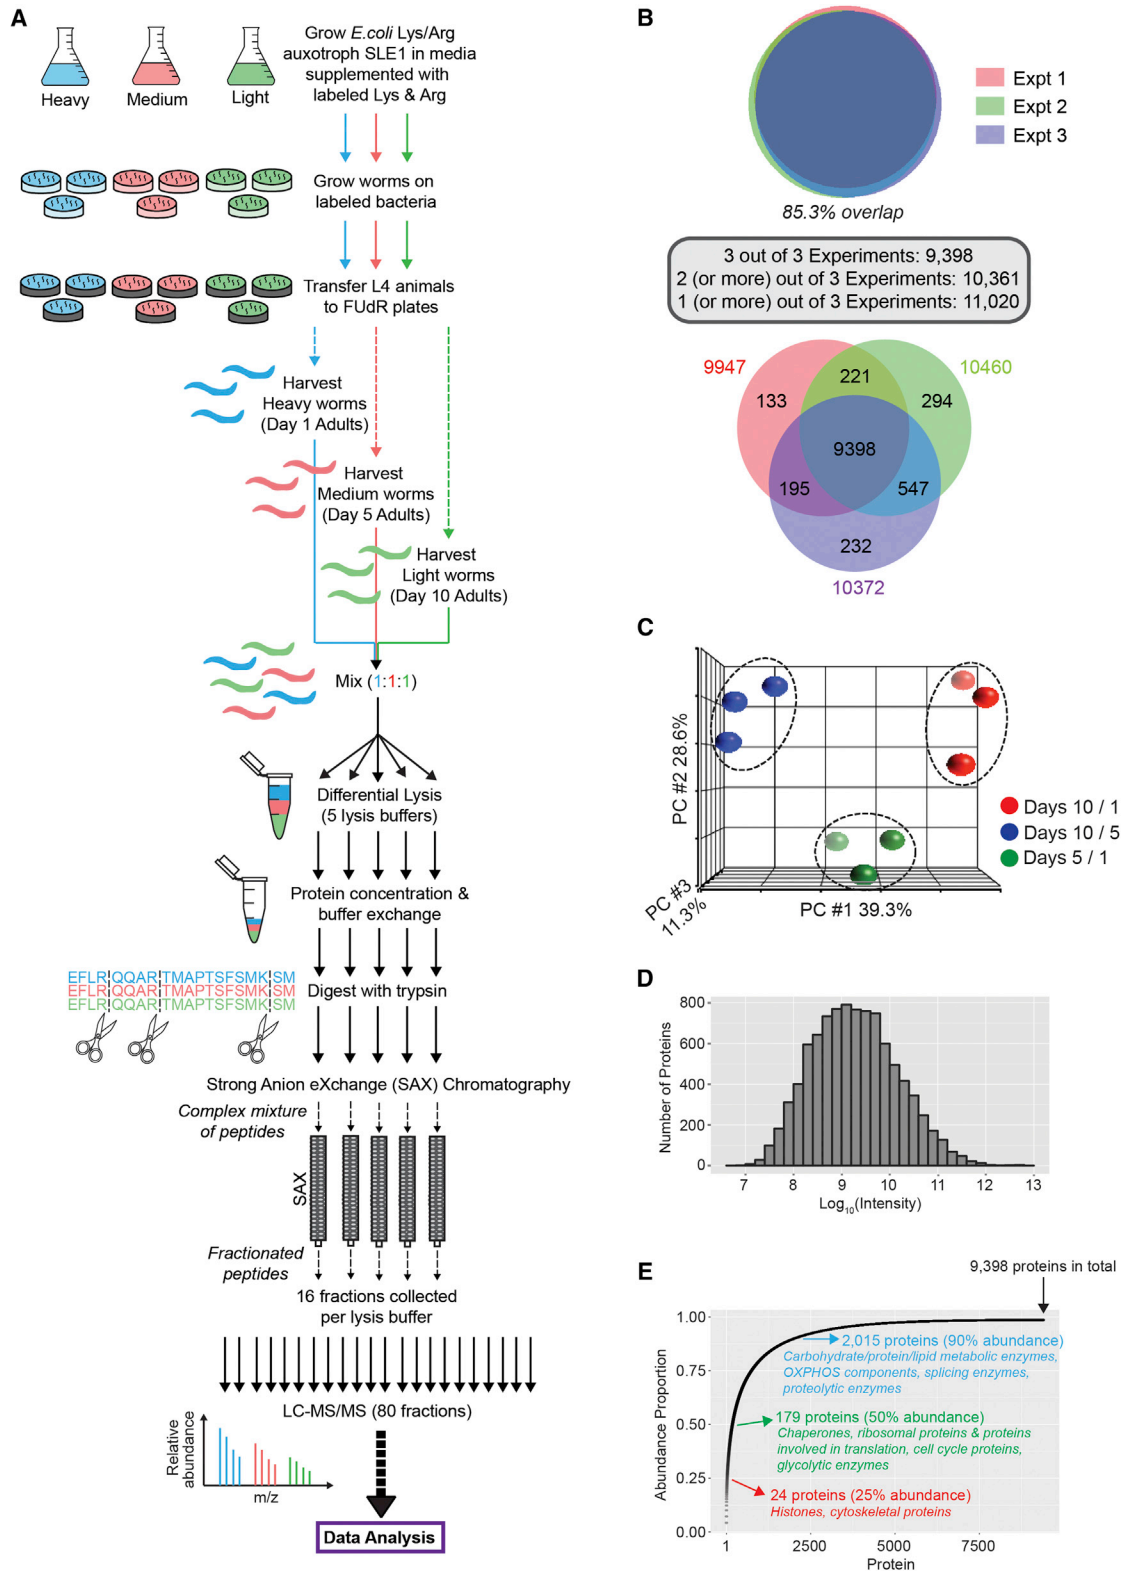 A
Heavy
Medium
Light
Grow E.coli Lys/Arg
auxotroph SLE1 in media
supplemented with
labeled Lys & Arg
Grow worms on
labeled bacteria
Transfer L4 animals
to FUdR plates
Harvest
Heavy worms
(Day 1 Adults)
Harvest
Medium worms
(Day 5 Adults)
Harvest
Light worms
(Day 10 Adults)
Mix (1:1:1)
Differential Lysis
(5 lysis buffers)
Protein concentration &
buffer exchange
EFLR QQAR TMAPTSFSMK SM
EFLR QQAR TMAPTSFSMK SM
EFLR QQAR TMAPTSFSMK SM
Digest with trypsin
Strong Anion eXchange (SAX) Chromatography
Complex mixture
of peptides
SAX
Fractionated
peptides
16 fractions collected
per lysis buffer
LC-MS/MS (80 fractions)
Relative
abundance
m/z
Data Analysis
B
Expt 1
Expt 2
Expt 3
85.3% overlap
3 out of 3 Experiments: 9,398
2 (or more) out of 3 Experiments: 10,361
1 (or more) out of 3 Experiments: 11,020
9947
10460
221
133
294
9398
195
547
232
10372
C
PC #2 28.6%
PC #3
11.3%
PC #1 39.3%
Days 10 / 1
Days 10 / 5
Days 5 / 1
D
Number of Proteins
800
600
400
200
0
7 8 9 10 11 12 13
Log10(Intensity)
E
9,398 proteins in total
Abundance Proportion
1.00
0.75
0.50
0.25
0.00
2,015 proteins (90% abundance)
Carbohydrate/protein/lipid metabolic enzymes,
OXPHOS components, splicing enzymes,
proteolytic enzymes
179 proteins (50% abundance)
Chaperones, ribosomal proteins & proteins
involved in translation, cell cycle proteins,
glycolytic enzymes
24 proteins (25% abundance)
Histones, cytoskeletal proteins
1 2500 5000 7500
Protein